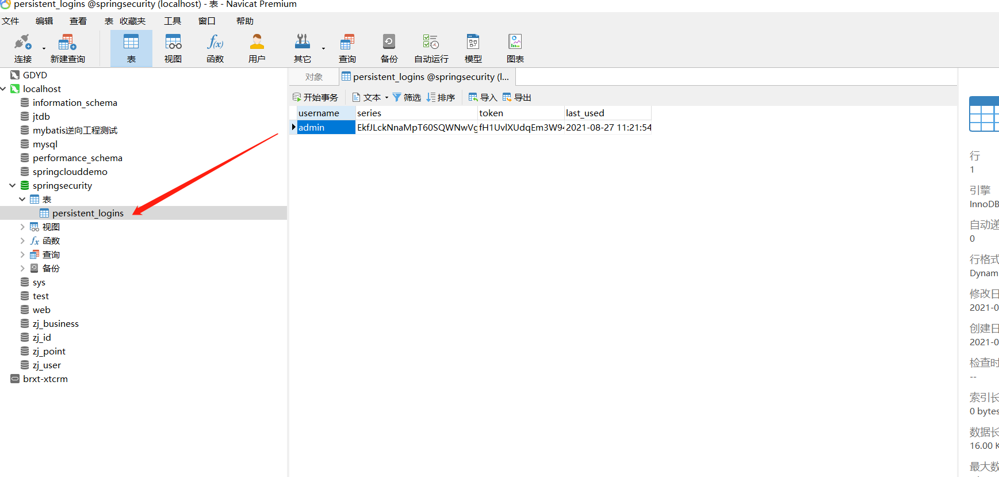 persistent_logins @springsecurity (localhost) - 表 - Navicat Premium
文件 编辑 查看 表 收藏夹 工具 窗口 帮助
连接 新建查询 表 视图 函数 用户 其它 查询 备份 自动运行 模型 图表
GDYD
localhost
information_schema
jtdb
mybatis逆向工程测试
mysql
performance_schema
springclouddemo
springsecurity
表
persistent_logins
视图
函数
查询
备份
sys
test
web
zj_business
zj_id
zj_point
zj_user
brxt-xtcrm
对象 persistent_logins @springsecurity (l...
开始事务 文本 筛选 排序 导入 导出
username series token last_used
admin EkfJLckNnaMpT60SQWNwVg fH1UvlXUdqEm3W9 2021-08-27 11:21:54
行
1
引擎
InnoDB
自动递
0
行格式
Dynam
修改日
2021-0
创建日
2021-0
检查时
--
索引长
0 bytes
数据长
16.00 K
最大数